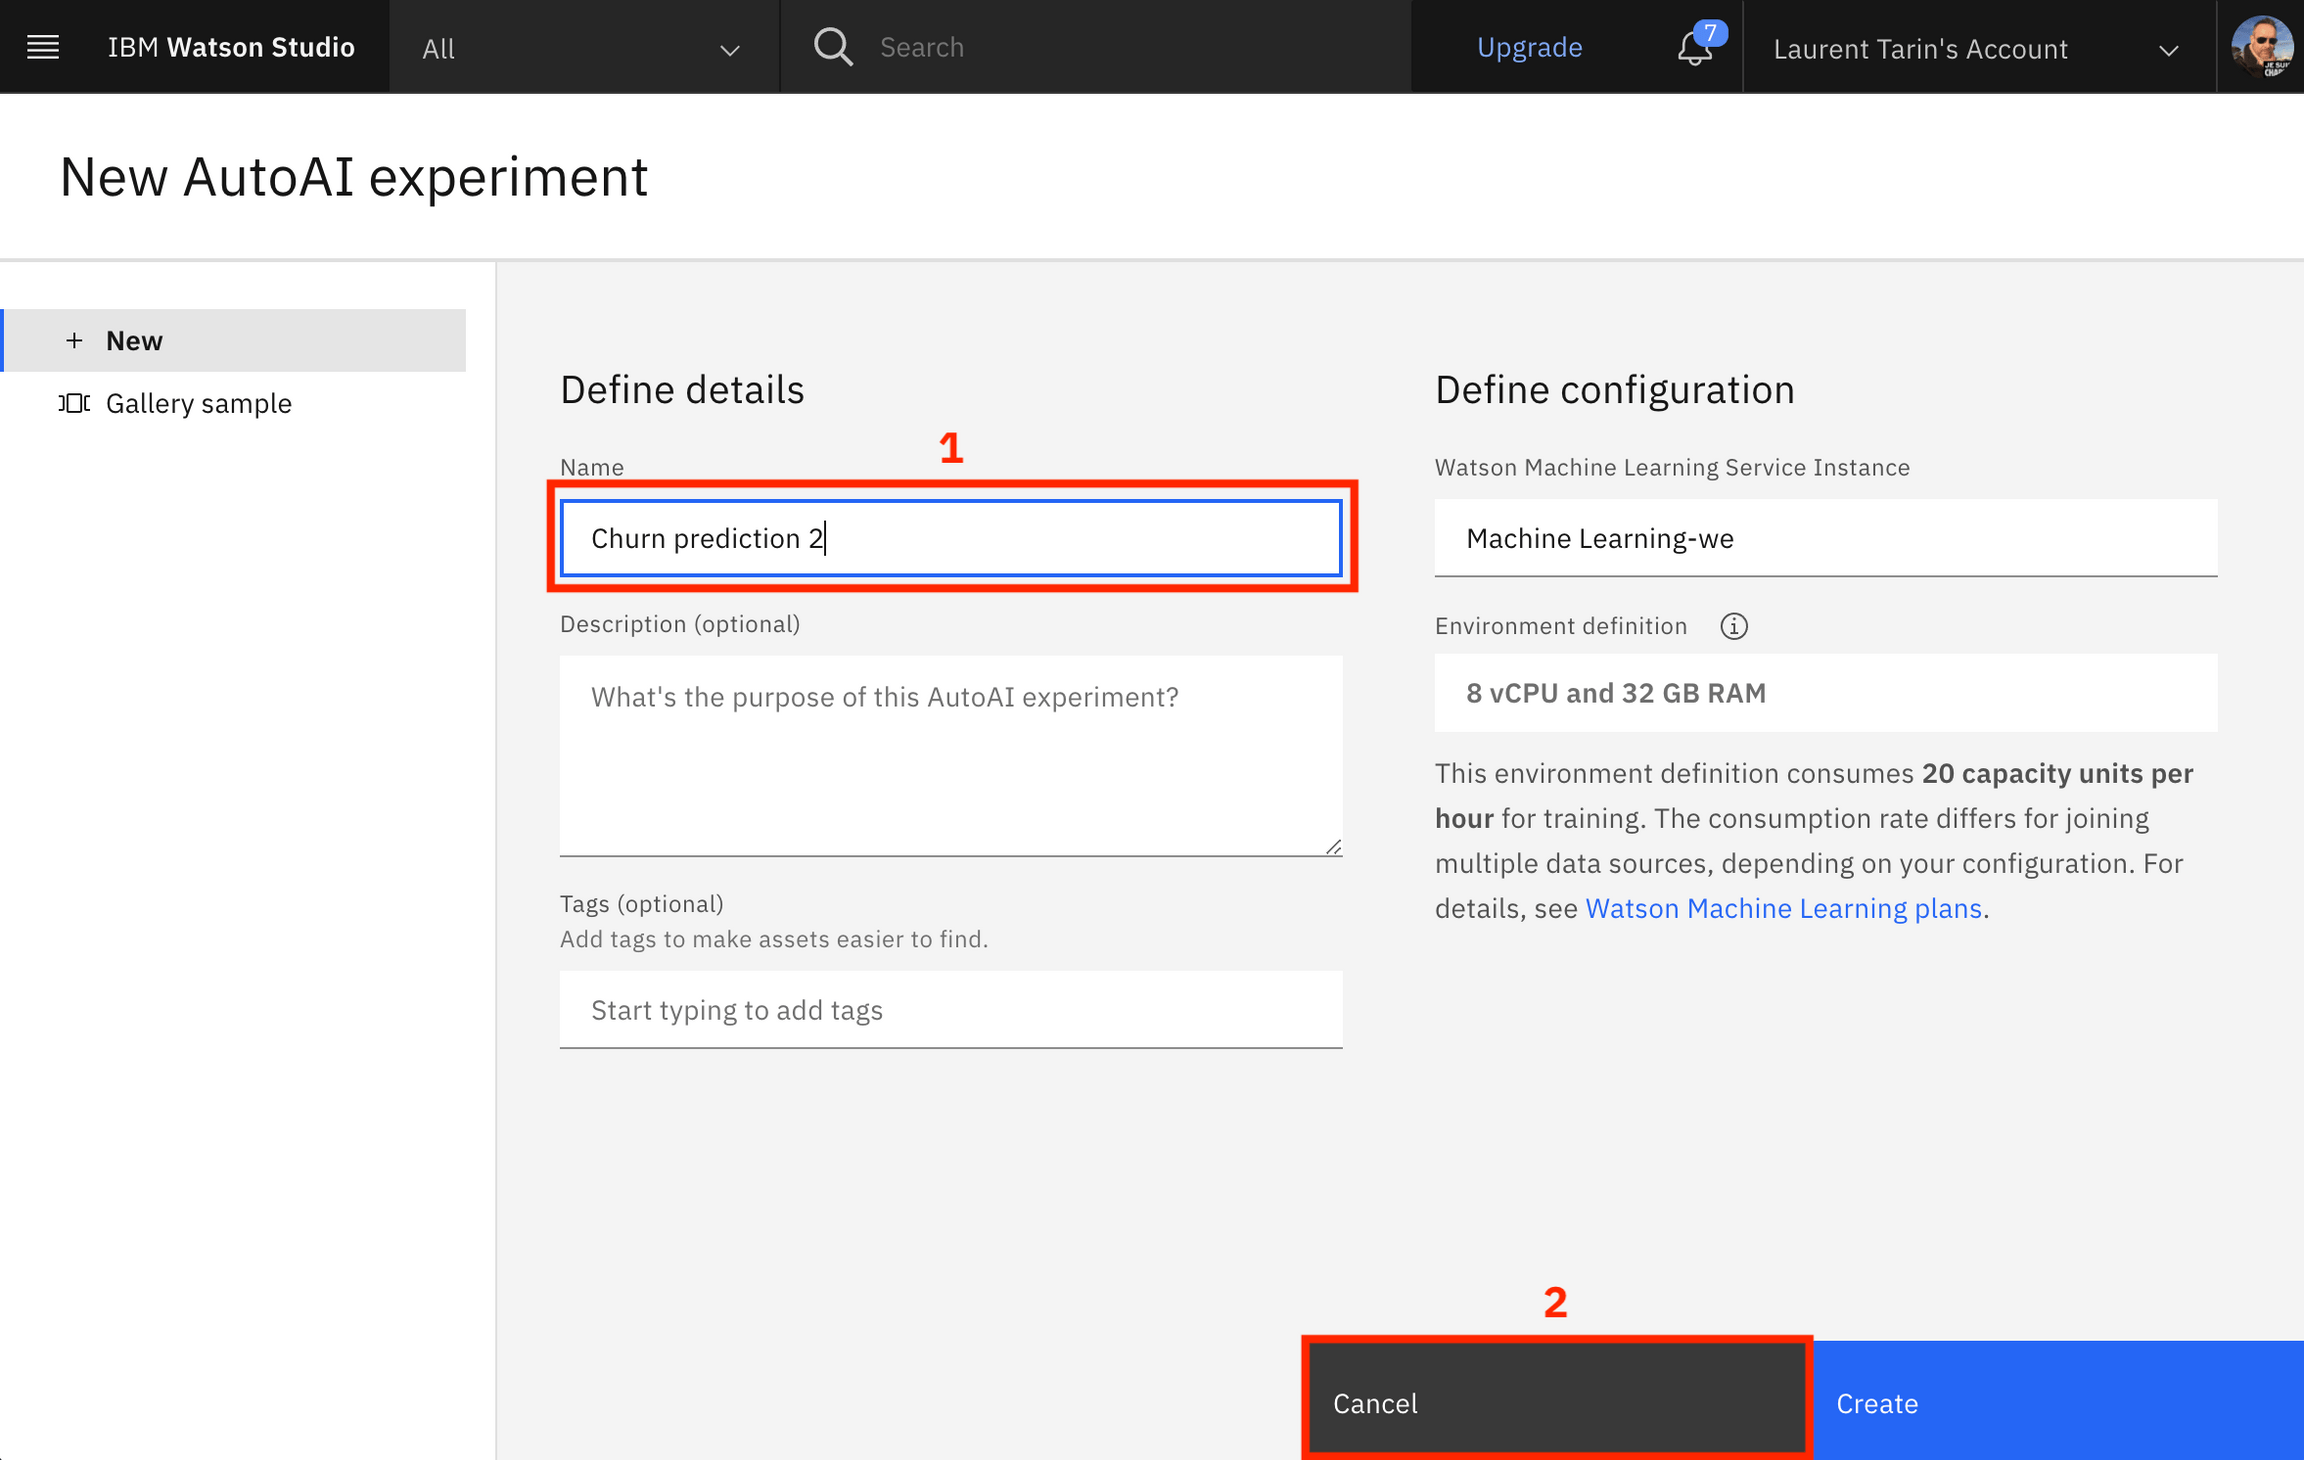 IBM Watson Studio
All
Search
Upgrade
7
Laurent Tarin's Account
New AutoAI experiment
+ New
Gallery sample
Define details
1
Name
Churn prediction 2
Description (optional)
What's the purpose of this AutoAI experiment?
Tags (optional)
Add tags to make assets easier to find.
Start typing to add tags
Define configuration
Watson Machine Learning Service Instance
Machine Learning-we
Environment definition
8 vCPU and 32 GB RAM
This environment definition consumes 20 capacity units per
hour for training. The consumption rate differs for joining
multiple data sources, depending on your configuration. For
details, see Watson Machine Learning plans.
2
Cancel
Create